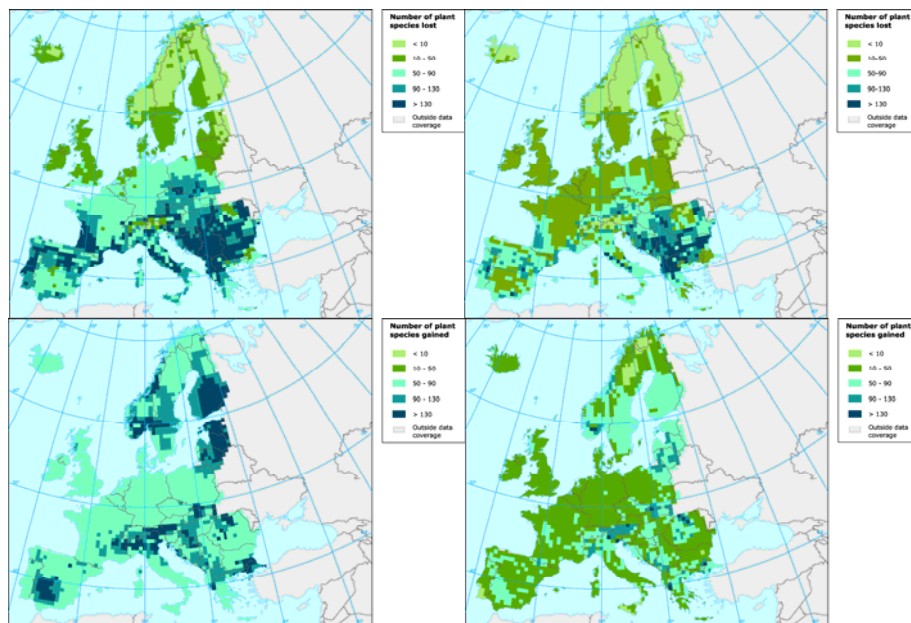 Number of plant
species lost
< 10
10 - 50
50 - 90
90 - 130
> 130
Outside data
coverage
Number of plant
species lost
< 10
10-50
50-90
90-130
> 130
Outside data
coverage
Number of plant
species gained
< 10
10 - 50
50 - 90
90 - 130
> 130
Outside data
coverage
Number of plant
species gained
< 10
10 - 50
50 - 90
90 - 130
> 130
Outside data
coverage